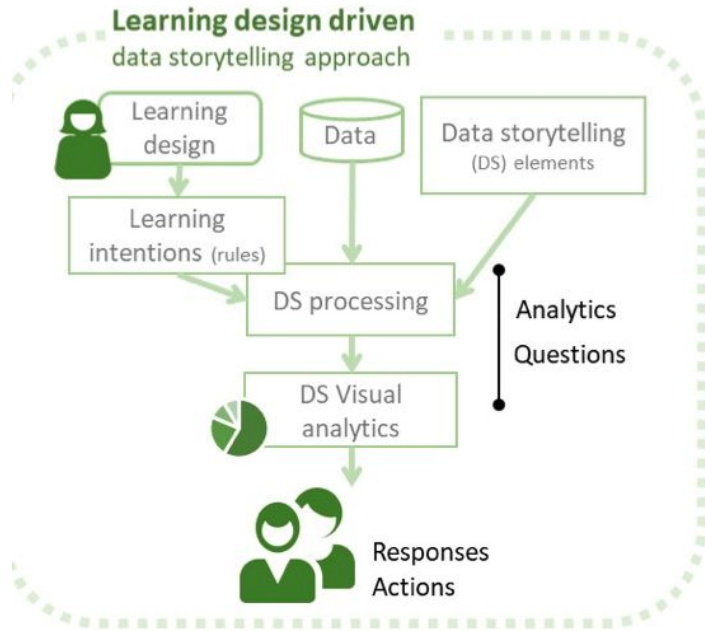 Learning design driven
data storytelling approach
Learning
design
Data
Data storytelling
(DS) elements
Learning
intentions (rules)
DS processing
Analytics
Questions
DS Visual
analytics
Responses
Actions